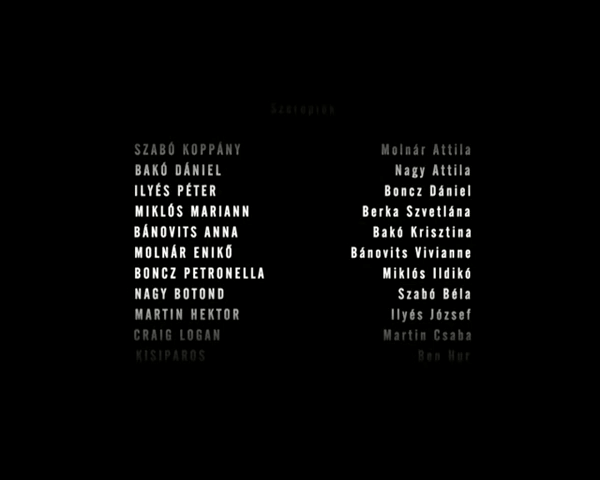 Szereplők
SZABÓ KOPPÁNY Molnár Attila
BAKÓ DÁNIEL Nagy Attila
ILYÉS PÉTER Boncz Dániel
MIKLÓS MARIANN Berka Szvetlána
BÁNOVITS ANNA Bakó Krisztina
MOLNÁR ENIKŐ Bánovits Vivianne
BONCZ PETRONELLA Miklós Ildikó
NAGY BOTOND Szabó Béla
MARTIN HEKTOR Ilyés József
CRAIG LOGAN Martin Csaba
KISIPAROS Ben Hur